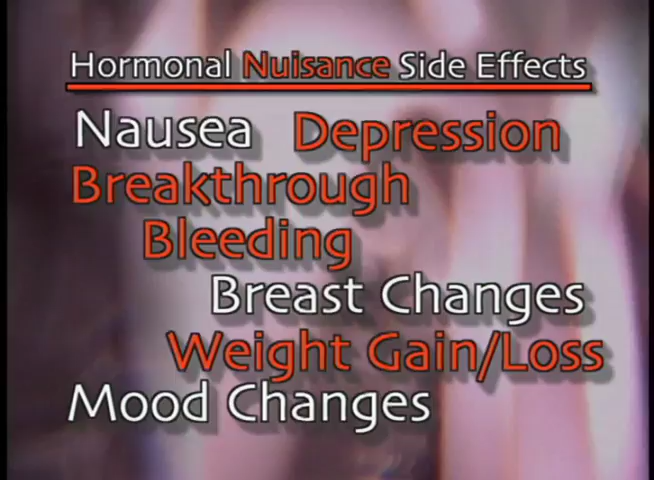 Hormonal Nuisance Side Effects
Nausea Depression
Breakthrough
Bleeding
Breast Changes
Weight Gain/Loss
Mood Changes